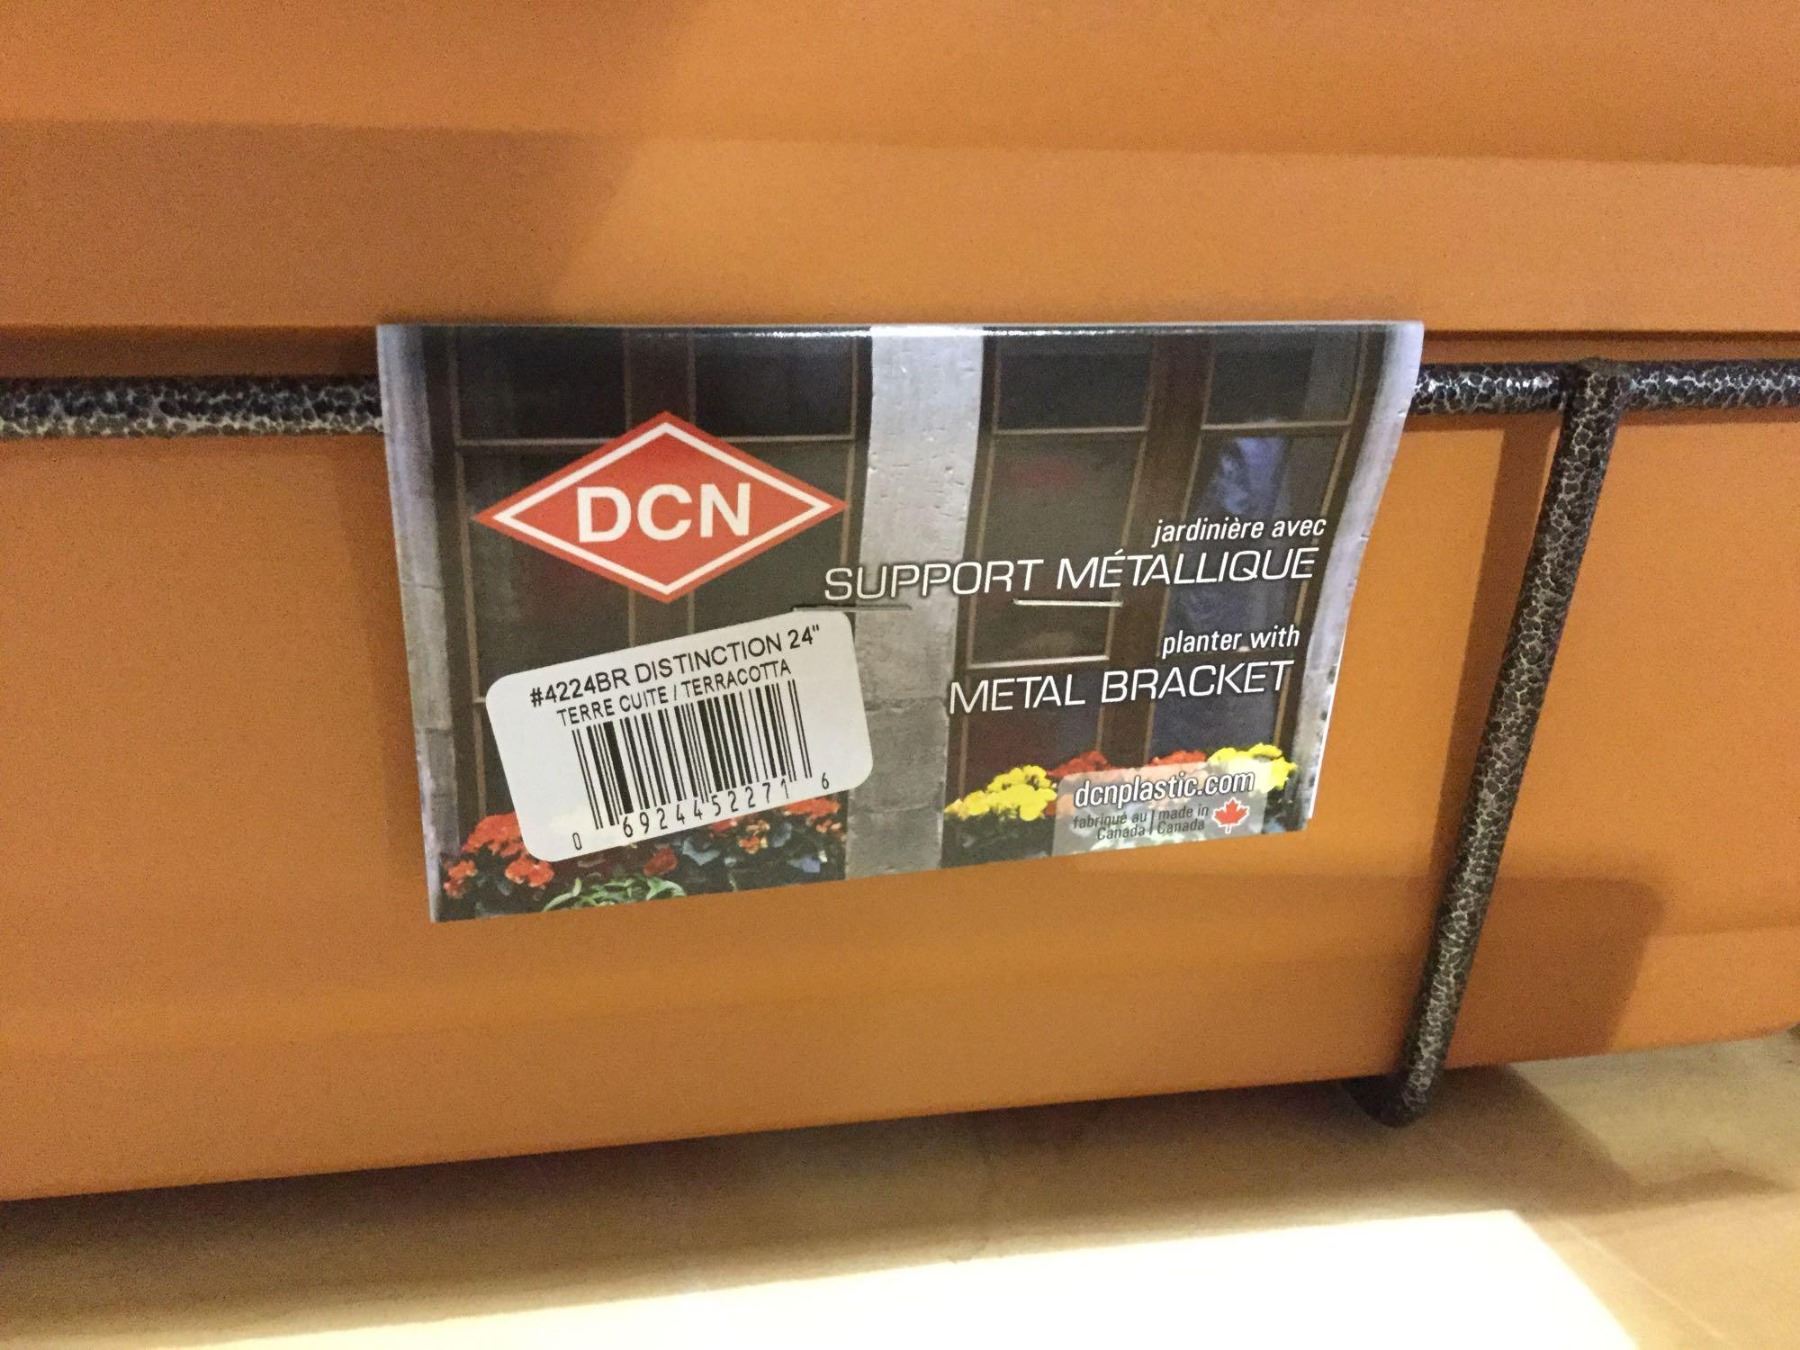 DCN
jardinière avec
SUPPORT MÉTALLIQUE
planter with
METAL BRACKET
#4224BR DISTINCTION 24"
TERRE CUITE / TERRACOTTA
0 69244 52271 6
dcnplastic.com
fabriqué au | made in
Canada | Canada